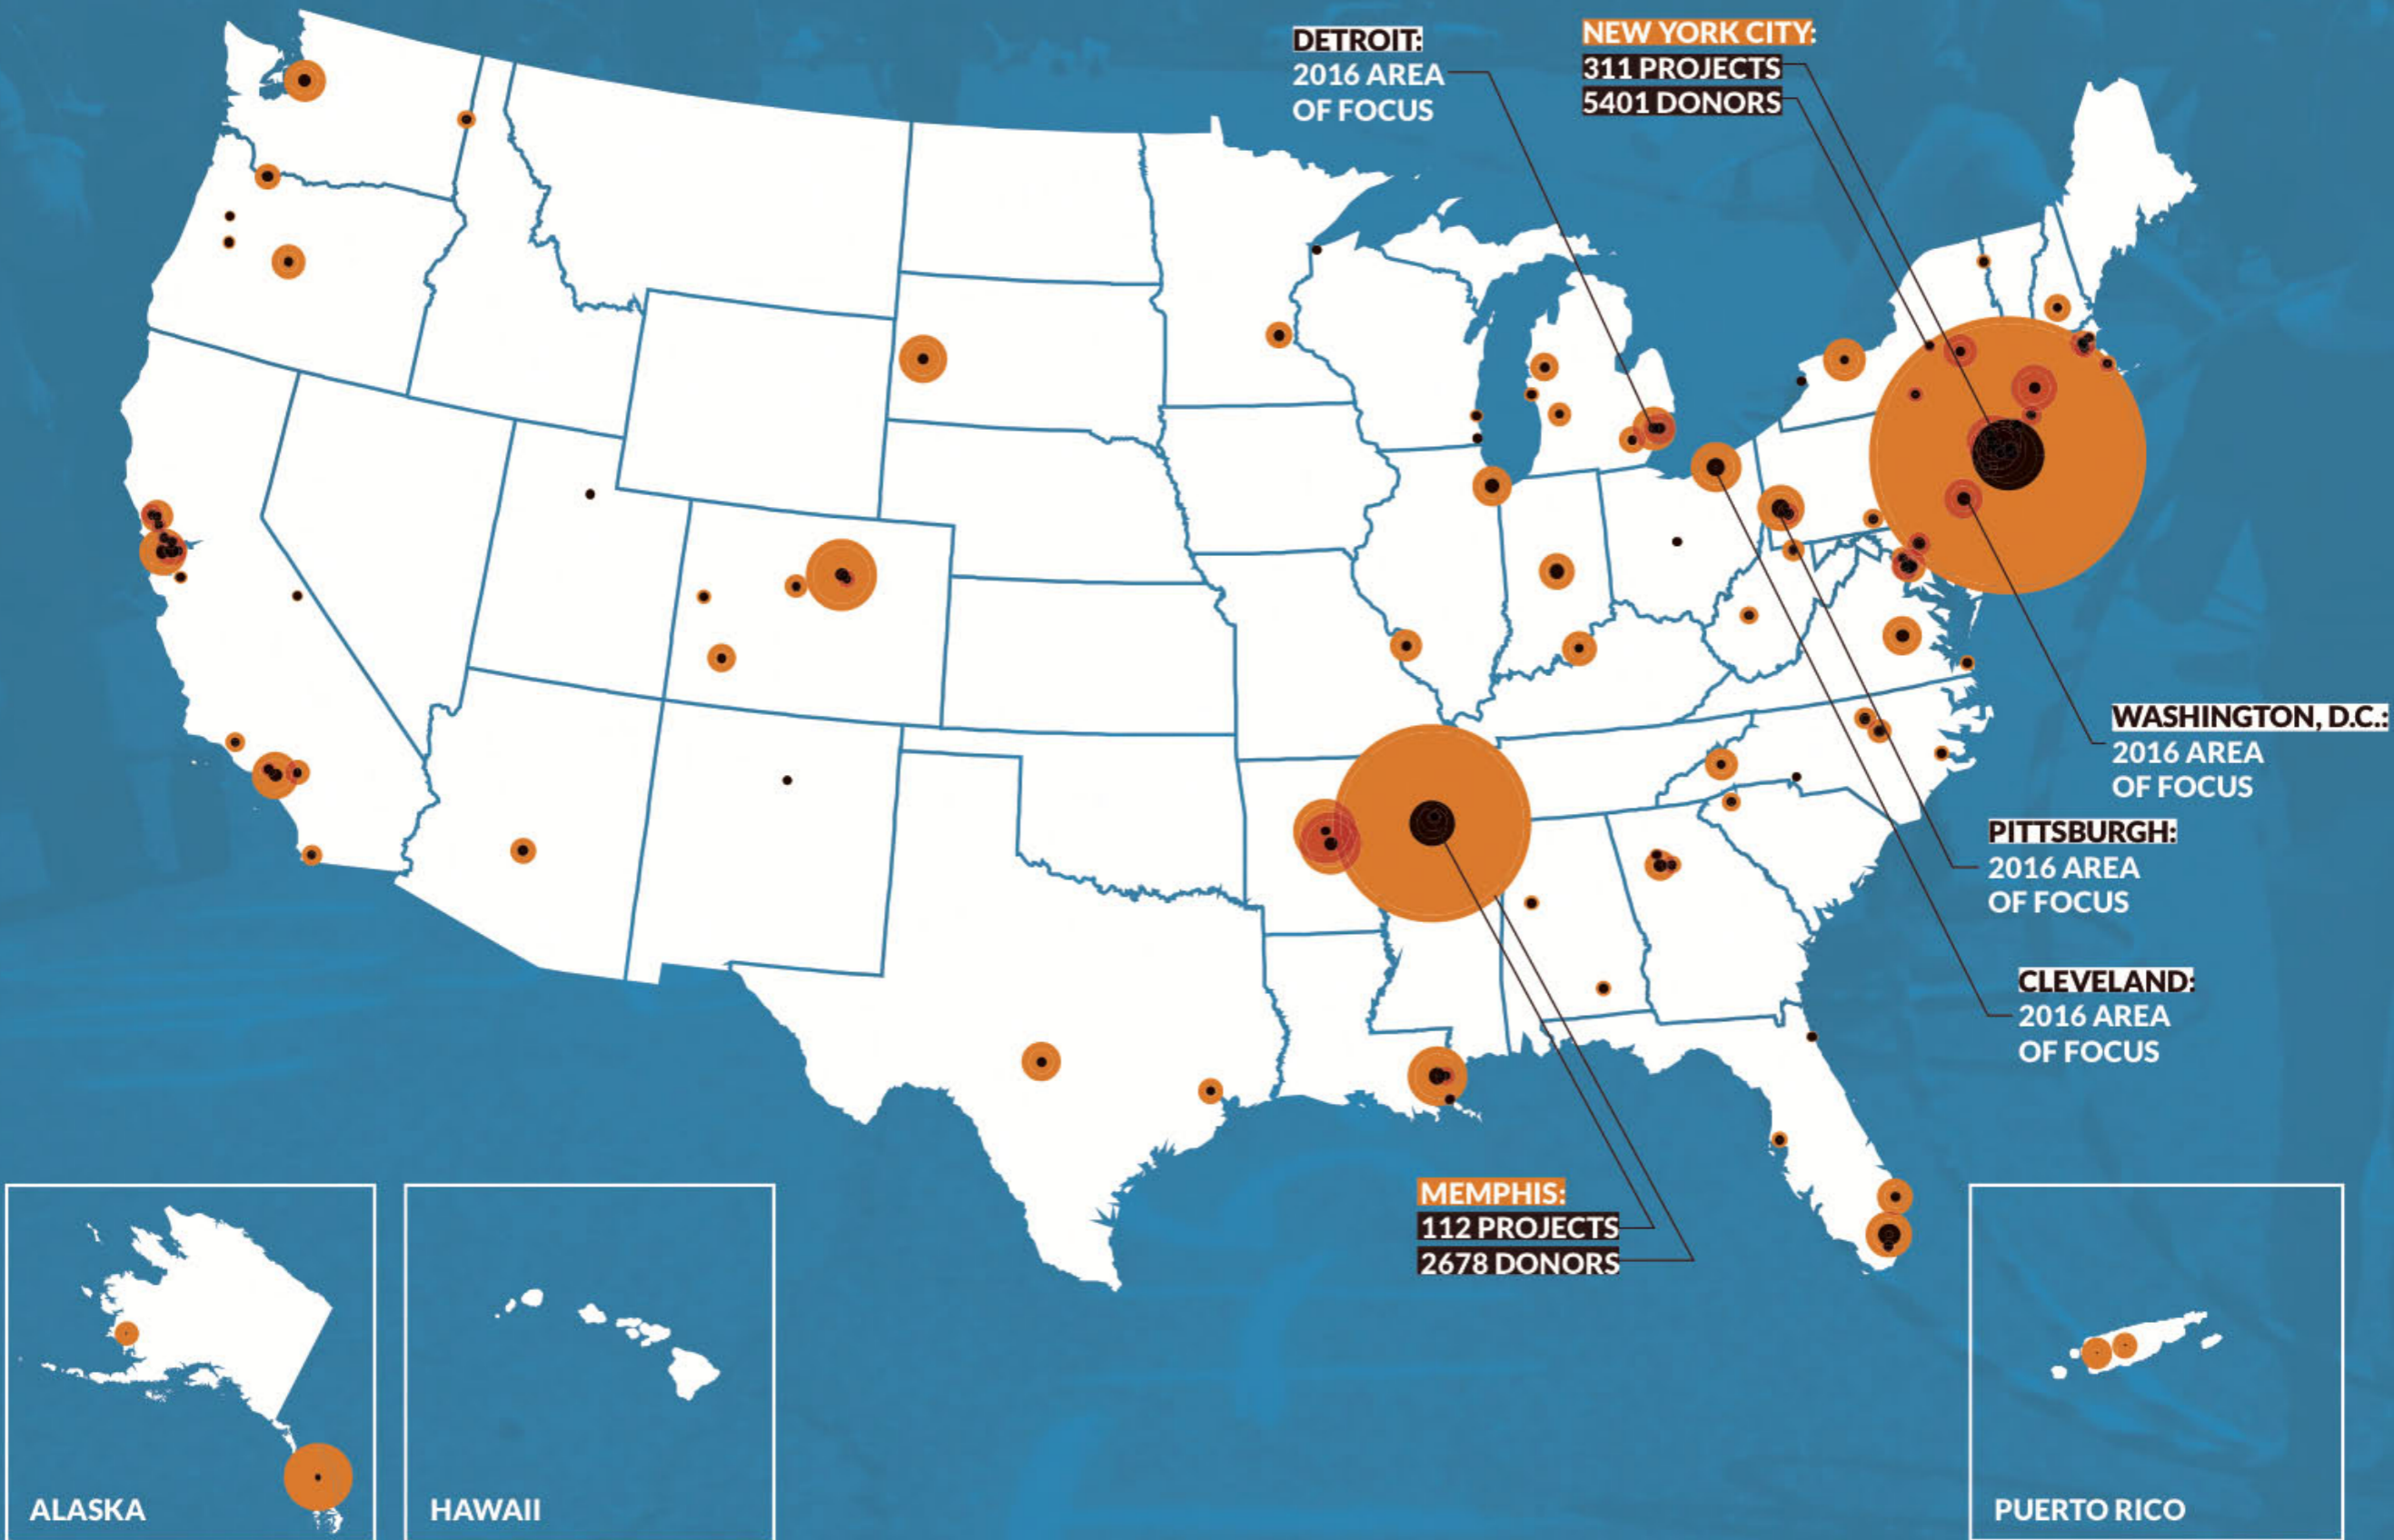 DETROIT:
2016 AREA
OF FOCUS
NEW YORK CITY:
311 PROJECTS
5401 DONORS
WASHINGTON, D.C.:
2016 AREA
OF FOCUS
PITTSBURGH:
2016 AREA
OF FOCUS
CLEVELAND:
2016 AREA
OF FOCUS
MEMPHIS:
112 PROJECTS
2678 DONORS
ALASKA
HAWAII
PUERTO RICO